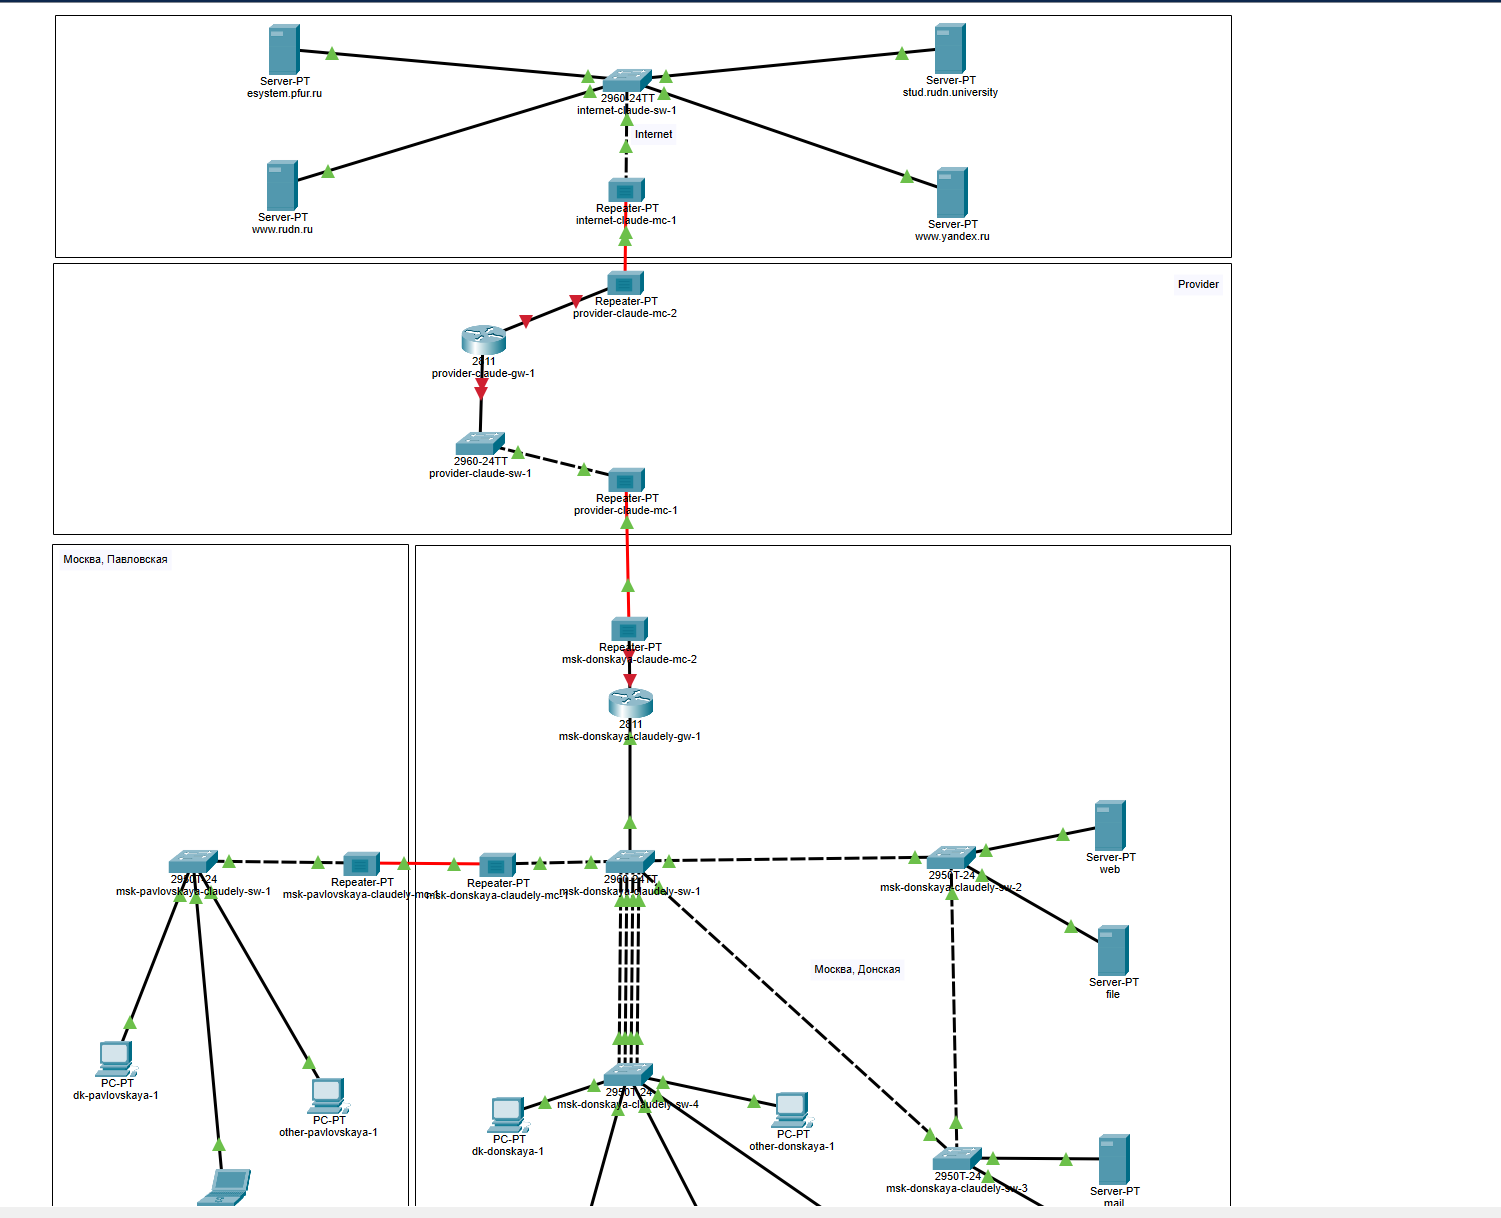 Server-PT
esystem.pfur.ru
Server-PT
stud.rudn.university
2960-24TT
internet-claude-sw-1
Internet
Server-PT
www.rudn.ru
Repeater-PT
internet-claude-mc-1
Server-PT
www.yandex.ru
Provider
Repeater-PT
provider-claude-mc-2
2811
provider-claude-gw-1
2960-24TT
provider-claude-sw-1
Repeater-PT
provider-claude-mc-1
Москва, Павловская
Repeater-PT
msk-donskaya-claude-mc-2
2811
msk-donskaya-claudely-gw-1
2950T-24
msk-pavlovskaya-claudely-sw-1
Repeater-PT
msk-pavlovskaya-claudely-mc-1
Repeater-PT
msk-donskaya-claudely-mc-1
2960-24TT
msk-donskaya-claudely-sw-1
2950T-24
msk-donskaya-claudely-sw-2
Server-PT
web
Москва, Донская
Server-PT
file
PC-PT
dk-pavlovskaya-1
PC-PT
other-pavlovskaya-1
2950T-24
msk-donskaya-claudely-sw-4
PC-PT
dk-donskaya-1
PC-PT
other-donskaya-1
2950T-24
msk-donskaya-claudely-sw-3
Server-PT
mail